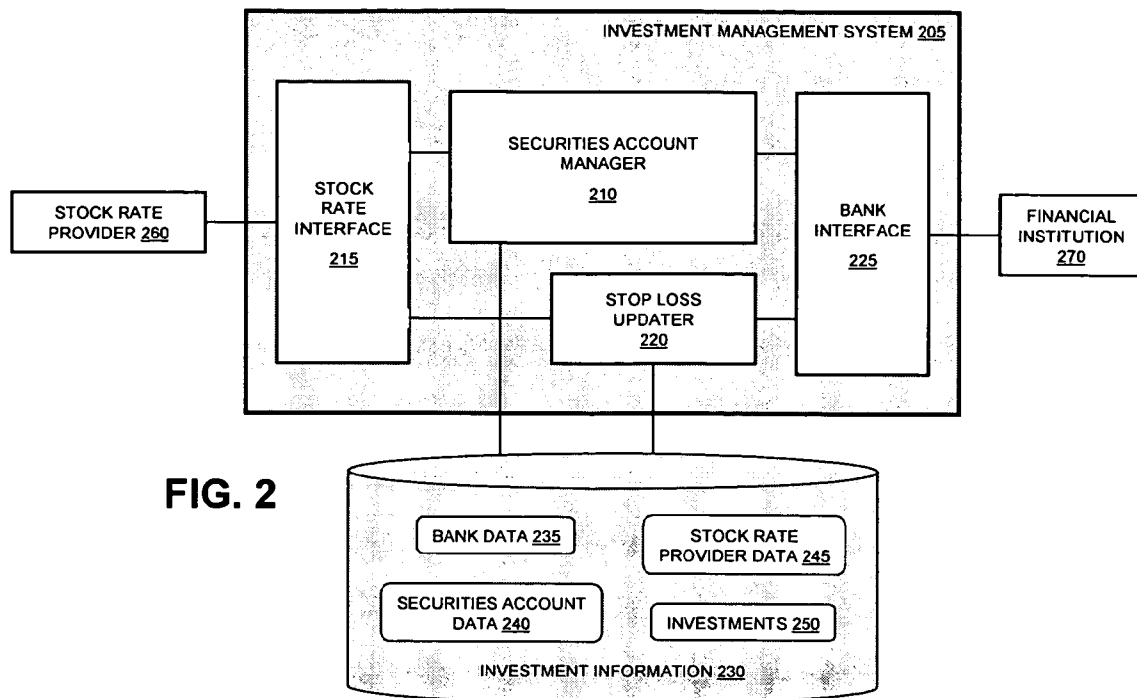 INVESTMENT MANAGEMENT SYSTEM 205
SECURITIES ACCOUNT
MANAGER
210
STOCK
RATE
INTERFACE
215
BANK
INTERFACE
225
STOCK RATE
PROVIDER 260
FINANCIAL
INSTITUTION
270
STOP LOSS
UPDATER
220
FIG. 2
BANK DATA 235
STOCK RATE
PROVIDER DATA 245
SECURITIES ACCOUNT
DATA 240
INVESTMENTS 250
INVESTMENT INFORMATION 230